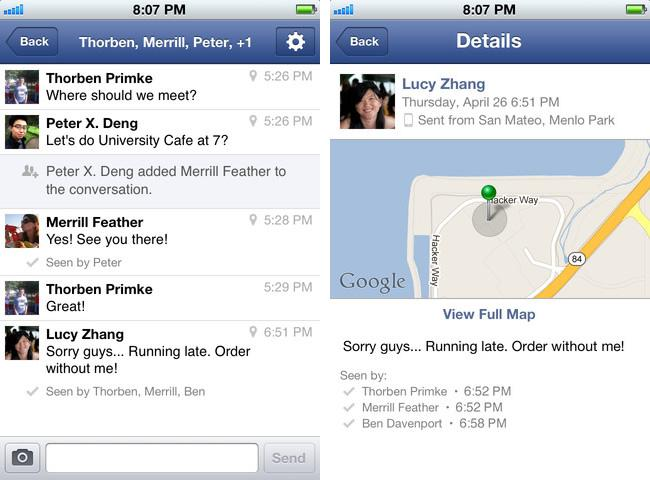 8:07 PM
Back
Thorben, Merrill, Peter, +1
Thorben Primke
5:26 PM
Where should we meet?
Peter X. Deng
5:26 PM
Let's do University Cafe at 7?
Peter X. Deng added Merrill Feather to
the conversation.
Merrill Feather
5:28 PM
Yes! See you there!
Seen by Peter
Thorben Primke
5:29 PM
Great!
Lucy Zhang
6:51 PM
Sorry guys... Running late. Order
without me!
Seen by Thorben, Merrill, Ben
Send
8:07 PM
Back
Details
Lucy Zhang
Thursday, April 26 6:51 PM
Sent from San Mateo, Menlo Park
Hacker Way
Hacker Way
84
Google
View Full Map
Sorry guys... Running late. Order without me!
Seen by:
Thorben Primke • 6:52 PM
Merrill Feather • 6:52 PM
Ben Davenport • 6:58 PM